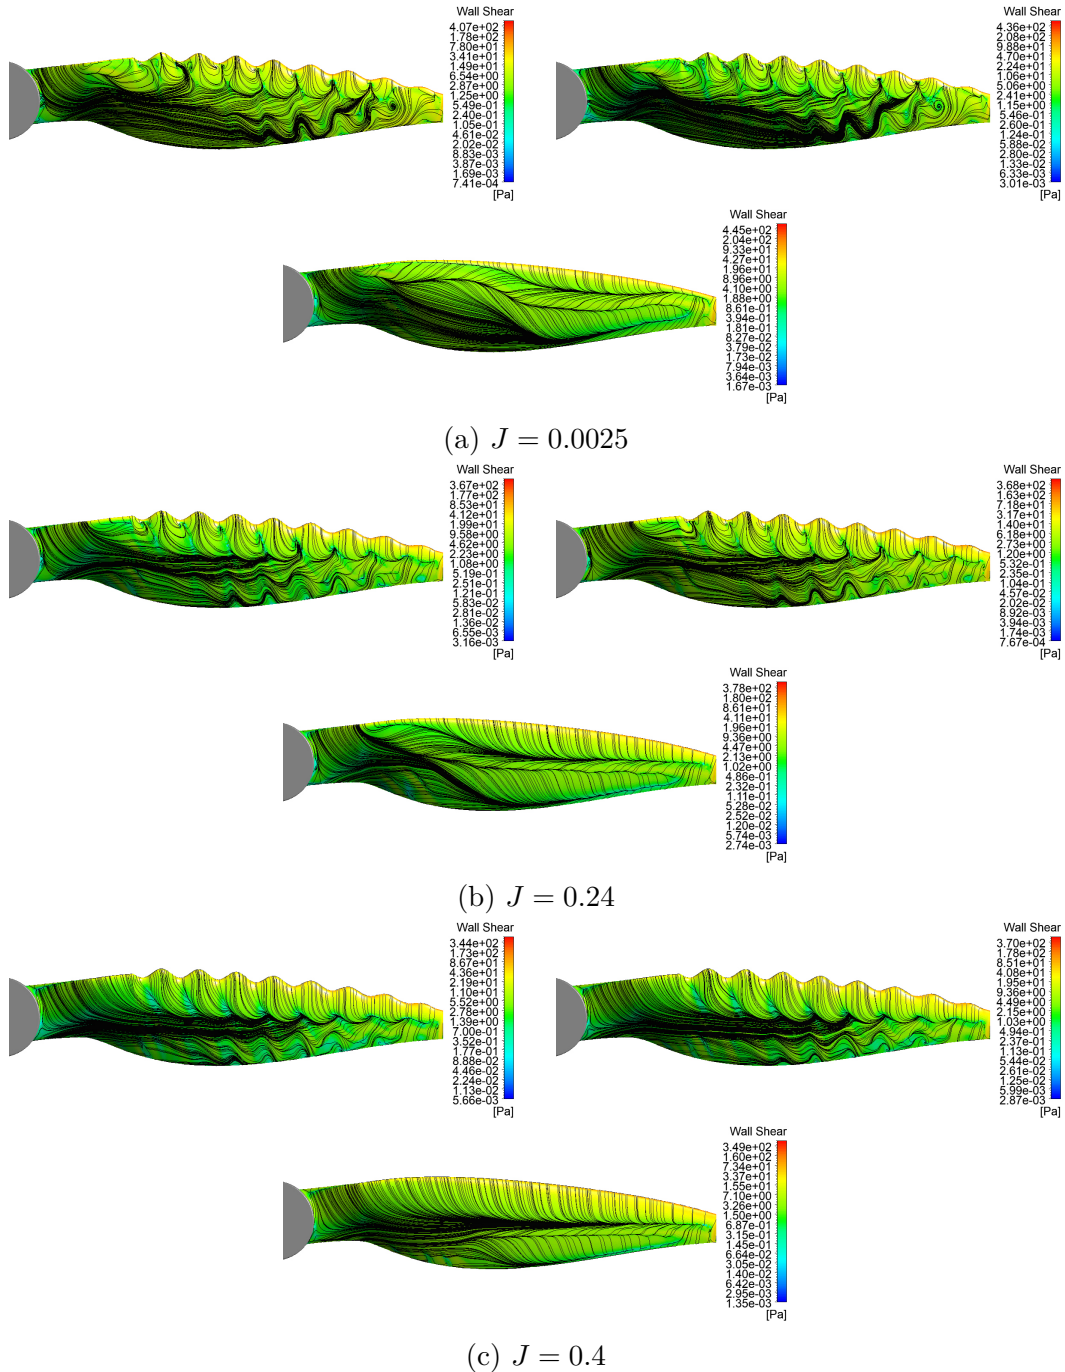 Wall Shear
4.07e+02
1.78e+02
7.80e+01
3.41e+01
1.49e+01
6.54e+00
2.87e+00
1.25e+00
5.49e-01
2.40e-01
1.05e-01
4.61e-02
2.02e-02
8.83e-03
3.87e-03
1.69e-03
7.41e-04
[Pa]
Wall Shear
4.36e+02
2.08e+02
9.88e+01
4.70e+01
2.24e+01
1.06e+01
5.06e+00
2.41e+00
1.15e+00
5.46e-01
2.60e-01
1.24e-01
5.88e-02
2.80e-02
1.33e-02
6.33e-03
3.01e-03
[Pa]
Wall Shear
4.45e+02
2.04e+02
9.33e+01
4.27e+01
1.96e+01
8.96e+00
4.10e+00
1.88e+00
8.61e-01
3.94e-01
1.81e-01
8.27e-02
3.79e-02
1.73e-02
7.94e-03
3.64e-03
1.67e-03
[Pa]
(a) J = 0.0025
Wall Shear
3.67e+02
1.77e+02
8.53e+01
4.12e+01
1.99e+01
9.58e+00
4.62e+00
2.23e+00
1.08e+00
5.19e-01
2.51e-01
1.21e-01
5.83e-02
2.81e-02
1.36e-02
6.55e-03
3.16e-03
[Pa]
Wall Shear
3.68e+02
1.63e+02
7.18e+01
3.17e+01
1.40e+01
6.18e+00
2.73e+00
1.20e+00
5.32e-01
2.35e-01
1.04e-01
4.57e-02
2.02e-02
8.92e-03
3.94e-03
1.74e-03
7.67e-04
[Pa]
Wall Shear
3.78e+02
1.80e+02
8.61e+01
4.11e+01
1.96e+01
9.36e+00
4.47e+00
2.13e+00
1.02e+00
4.86e-01
2.32e-01
1.11e-01
5.28e-02
2.52e-02
1.20e-02
5.74e-03
2.74e-03
[Pa]
(b) J = 0.24
Wall Shear
3.44e+02
1.73e+02
8.67e+01
4.36e+01
2.19e+01
1.10e+01
5.52e+00
2.78e+00
1.39e+00
7.00e-01
3.52e-01
1.77e-01
8.88e-02
4.46e-02
2.24e-02
1.13e-02
5.66e-03
[Pa]
Wall Shear
3.70e+02
1.77e+02
8.51e+01
4.08e+01
1.95e+01
9.36e+00
4.49e+00
2.15e+00
1.03e+00
4.94e-01
2.37e-01
1.13e-01
5.44e-02
2.61e-02
1.25e-02
5.99e-03
2.87e-03
[Pa]
Wall Shear
3.49e+02
1.60e+02
7.34e+01
3.37e+01
1.55e+01
7.10e+00
3.26e+00
1.50e+00
6.87e-01
3.15e-01
1.45e-01
6.64e-02
3.05e-02
1.40e-02
6.42e-03
2.95e-03
1.35e-03
[Pa]
(c) J = 0.4